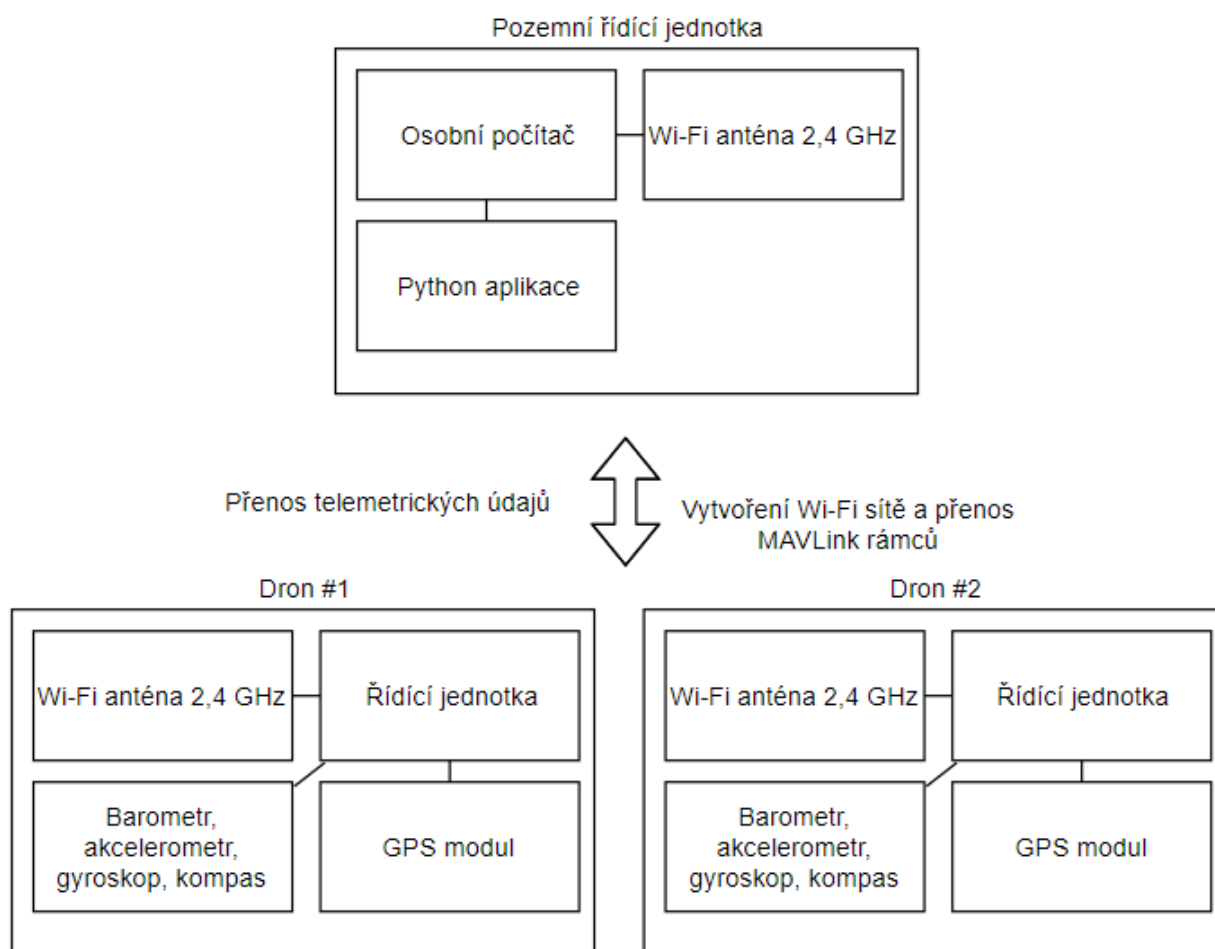 Pozemní řídící jednotka
Osobní počítač
Wi-Fi anténa 2,4 GHz
Python aplikace
Přenos telemetrických údajů
Vytvoření Wi-Fi sítě a přenos
MAVLink rámců
Dron #1
Wi-Fi anténa 2,4 GHz
Řídící jednotka
Barometr,
akcelerometr,
gyroskop, kompas
GPS modul
Dron #2
Wi-Fi anténa 2,4 GHz
Řídící jednotka
Barometr,
akcelerometr,
gyroskop, kompas
GPS modul